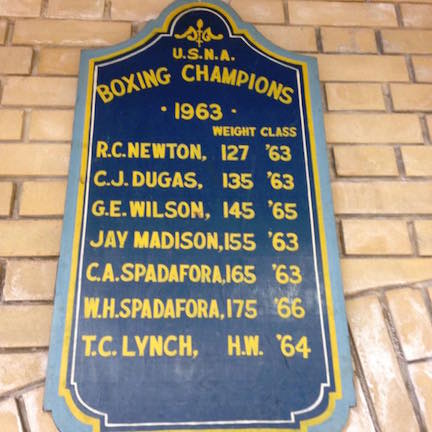 U.S.N.A.
BOXING CHAMPIONS
· 1963 ·
WEIGHT CLASS
R.C. NEWTON, 127 '63
C.J. DUGAS, 135 '63
G.E. WILSON, 145 '65
JAY MADISON, 155 '63
C.A. SPADAFORA, 165 '63
W.H. SPADAFORA, 175 '66
T.C. LYNCH, H.W. '64